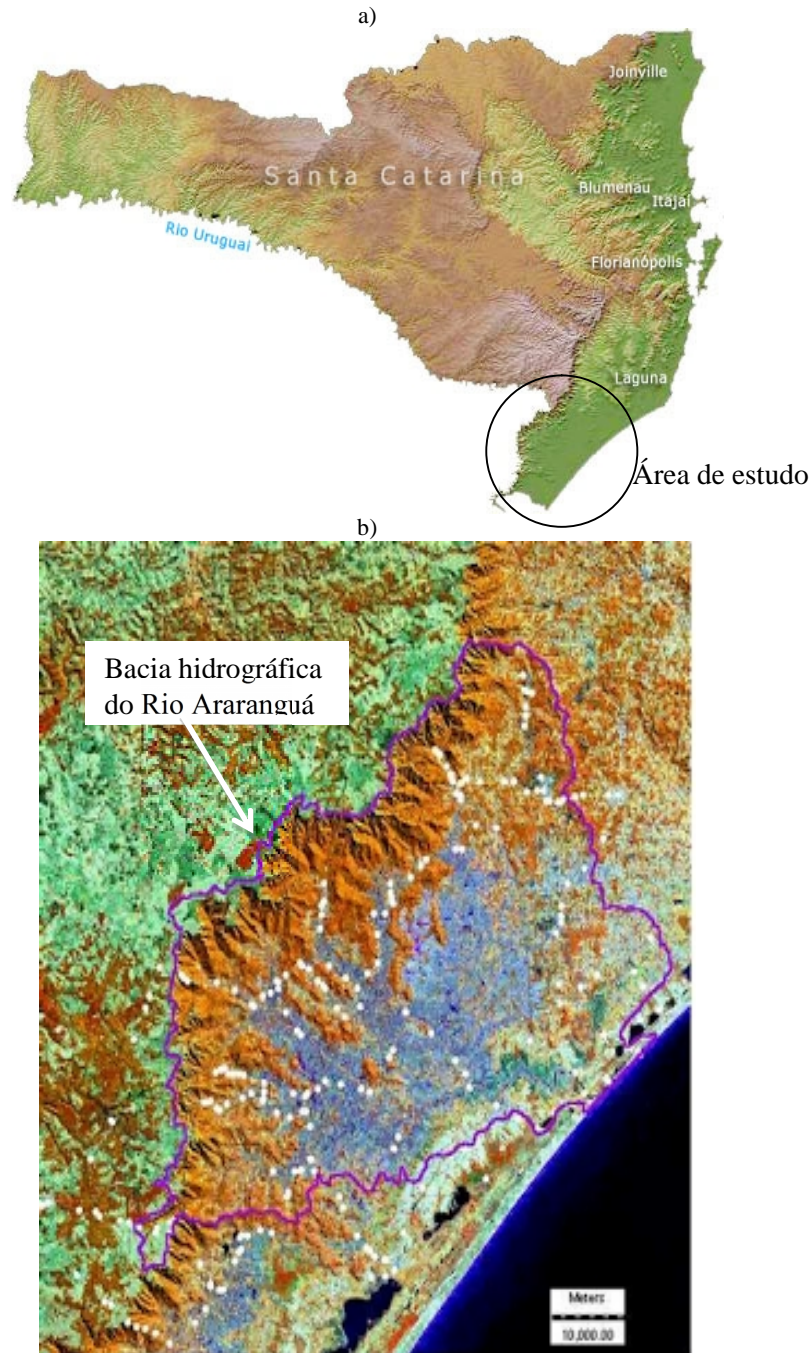 a)
Joinville
Santa Catarina
Blumenau
Itajaí
Rio Uruguai
Florianópolis
Laguna
Área de estudo
b)
Bacia hidrográfica
do Rio Araranguá
Meters
10,000.00